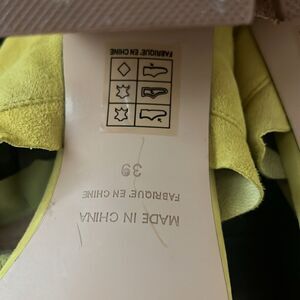 FABRIQUE' EN CHINE
39
FABRIQUE' EN CHINE
MADE IN CHINA